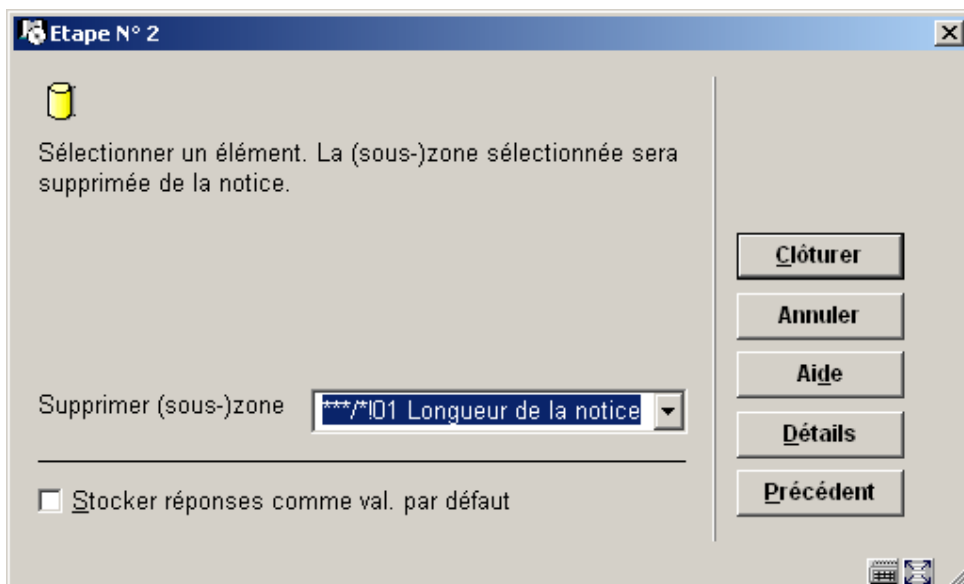 Etape N° 2
Sélectionner un élément. La (sous-)zone sélectionnée sera
supprimée de la notice.
Clôturer
Annuler
Aide
Supprimer (sous-)zone ***/*!01 Longueur de la notice
Détails
Précédent
Stocker réponses comme val. par défaut